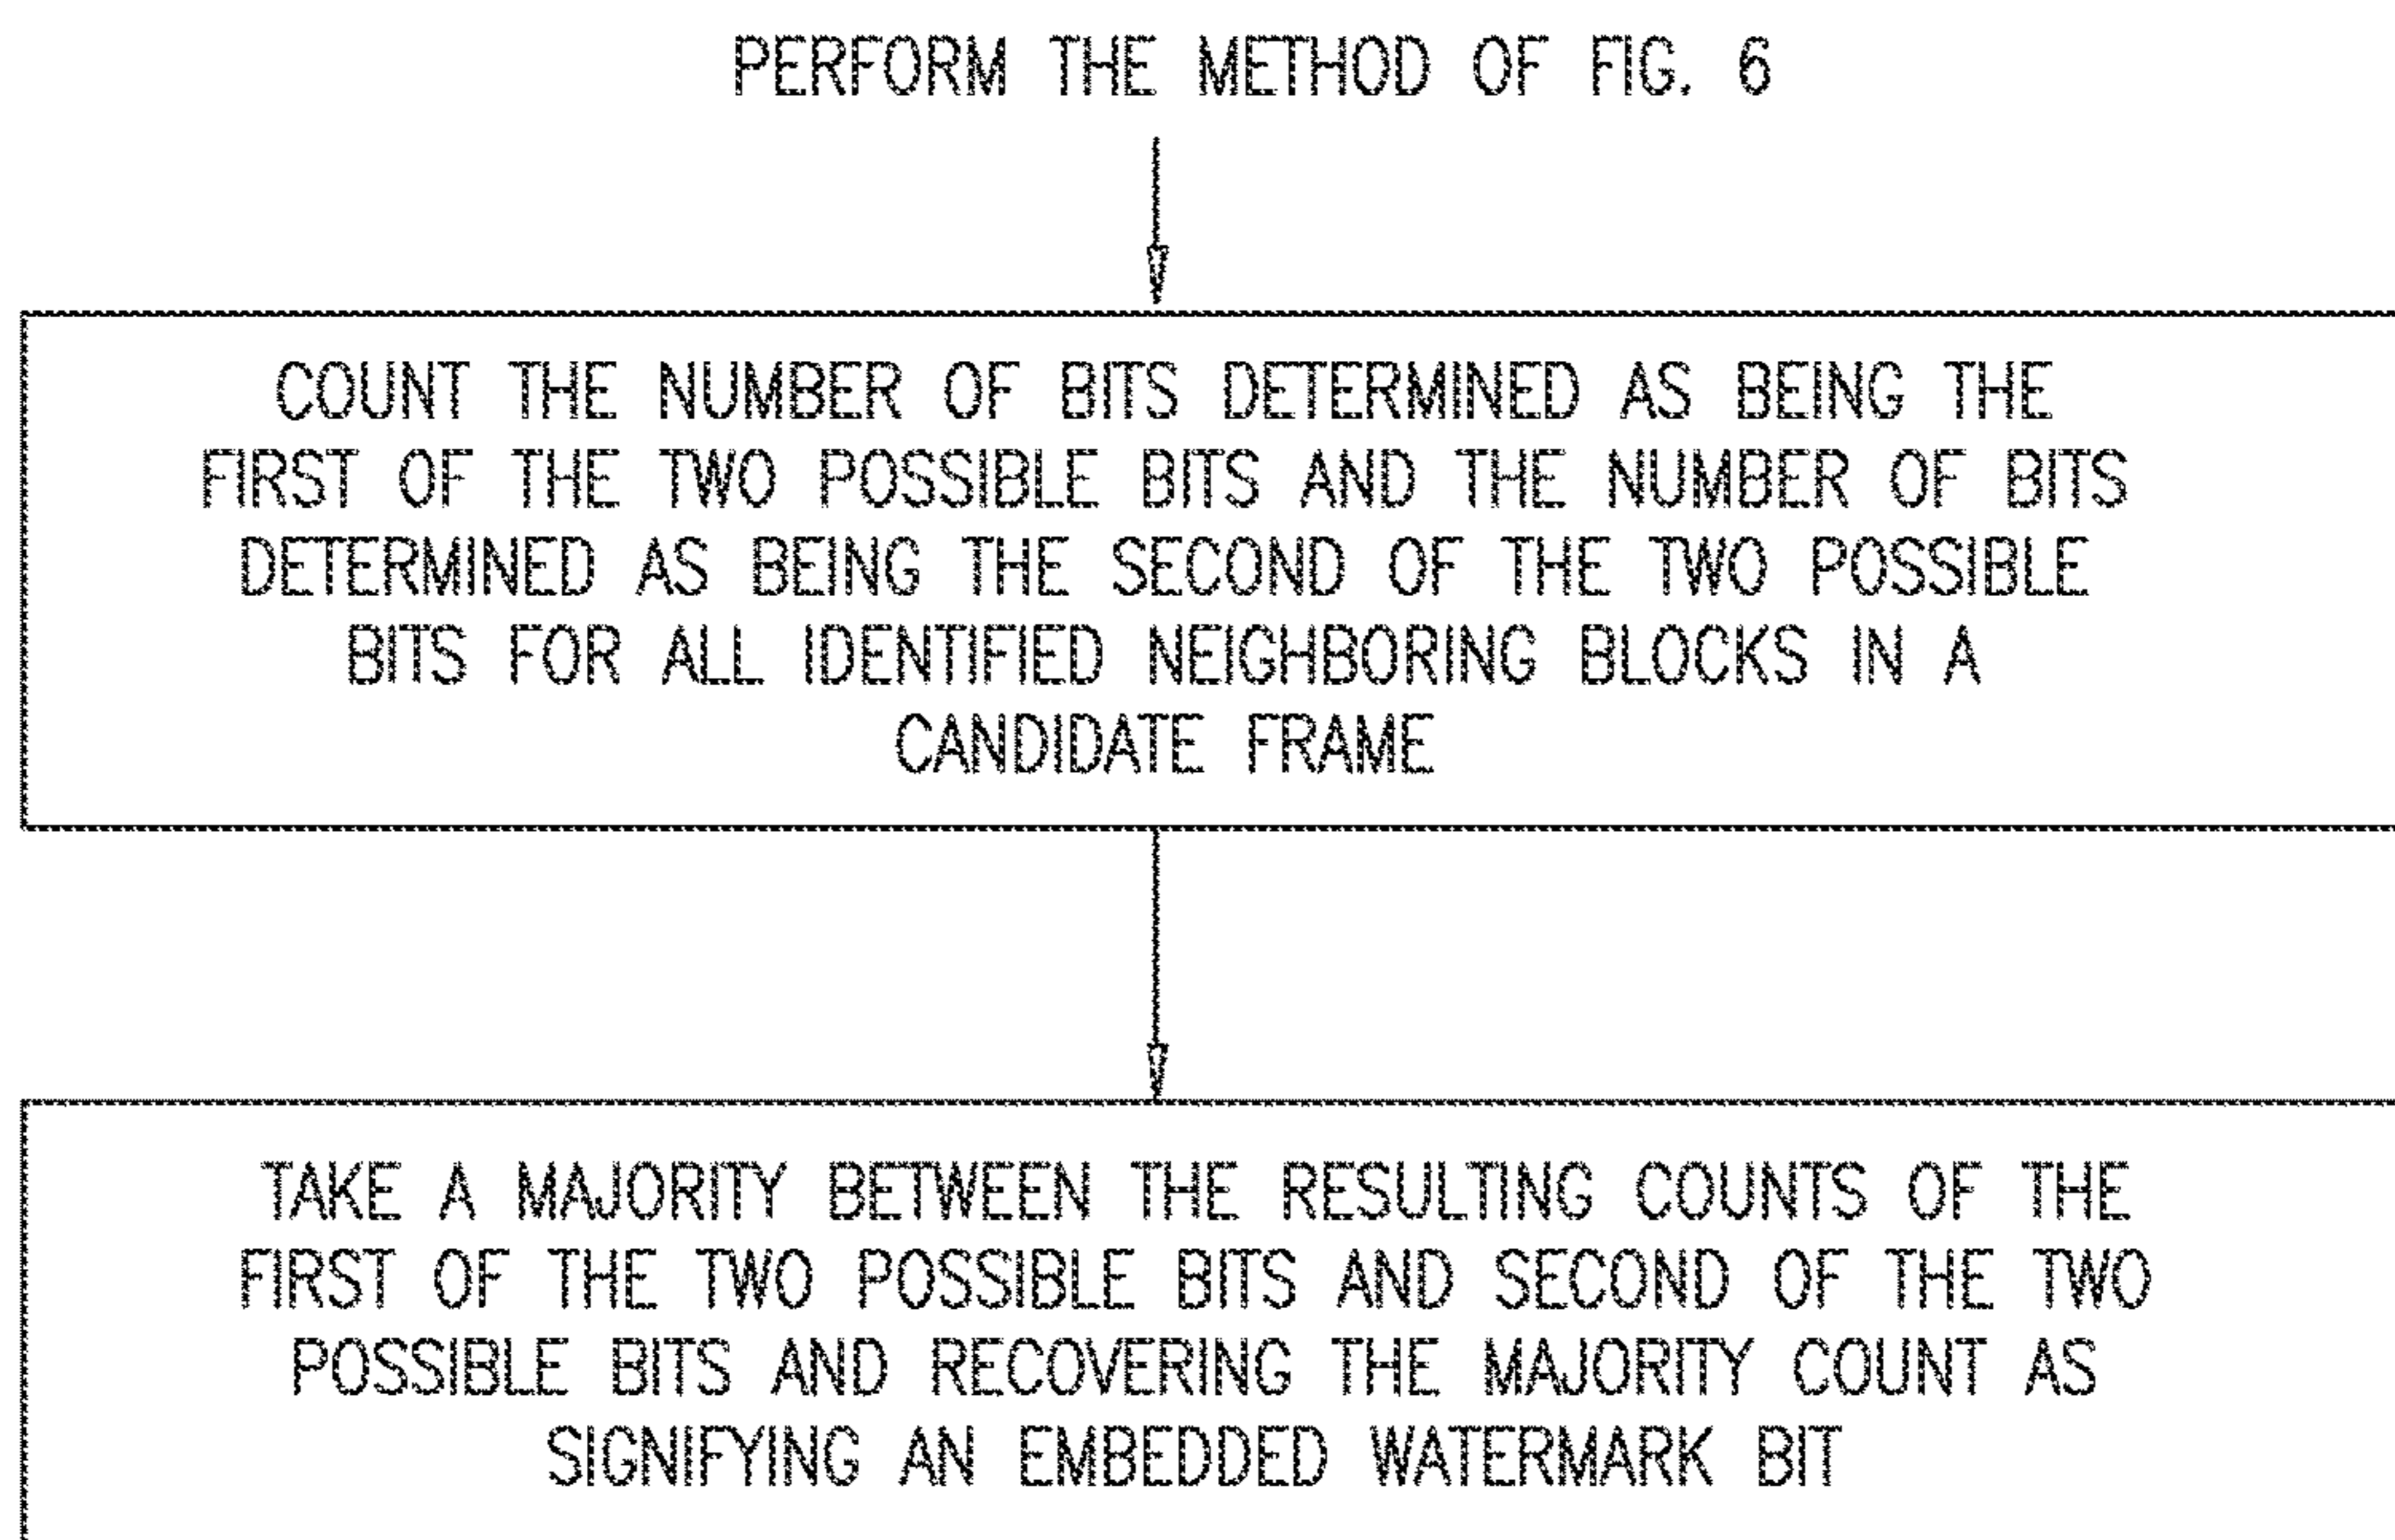 PERFORM THE METHOD OF FIG. 6
COUNT THE NUMBER OF BITS DETERMINED AS BEING THE
FIRST OF THE TWO POSSIBLE BITS AND THE NUMBER OF BITS
DETERMINED AS BEING THE SECOND OF THE TWO POSSIBLE
BITS FOR ALL IDENTIFIED NEIGHBORING BLOCKS IN A
CANDIDATE FRAME
TAKE A MAJORITY BETWEEN THE RESULTING COUNTS OF THE
FIRST OF THE TWO POSSIBLE BITS AND SECOND OF THE TWO
POSSIBLE BITS AND RECOVERING THE MAJORITY COUNT AS
SIGNIFYING AN EMBEDDED WATERMARK BIT